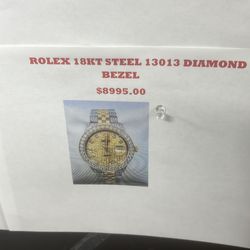 ROLEX 18KT STEEL 13013 DIAMOND
BEZEL
$8995.00